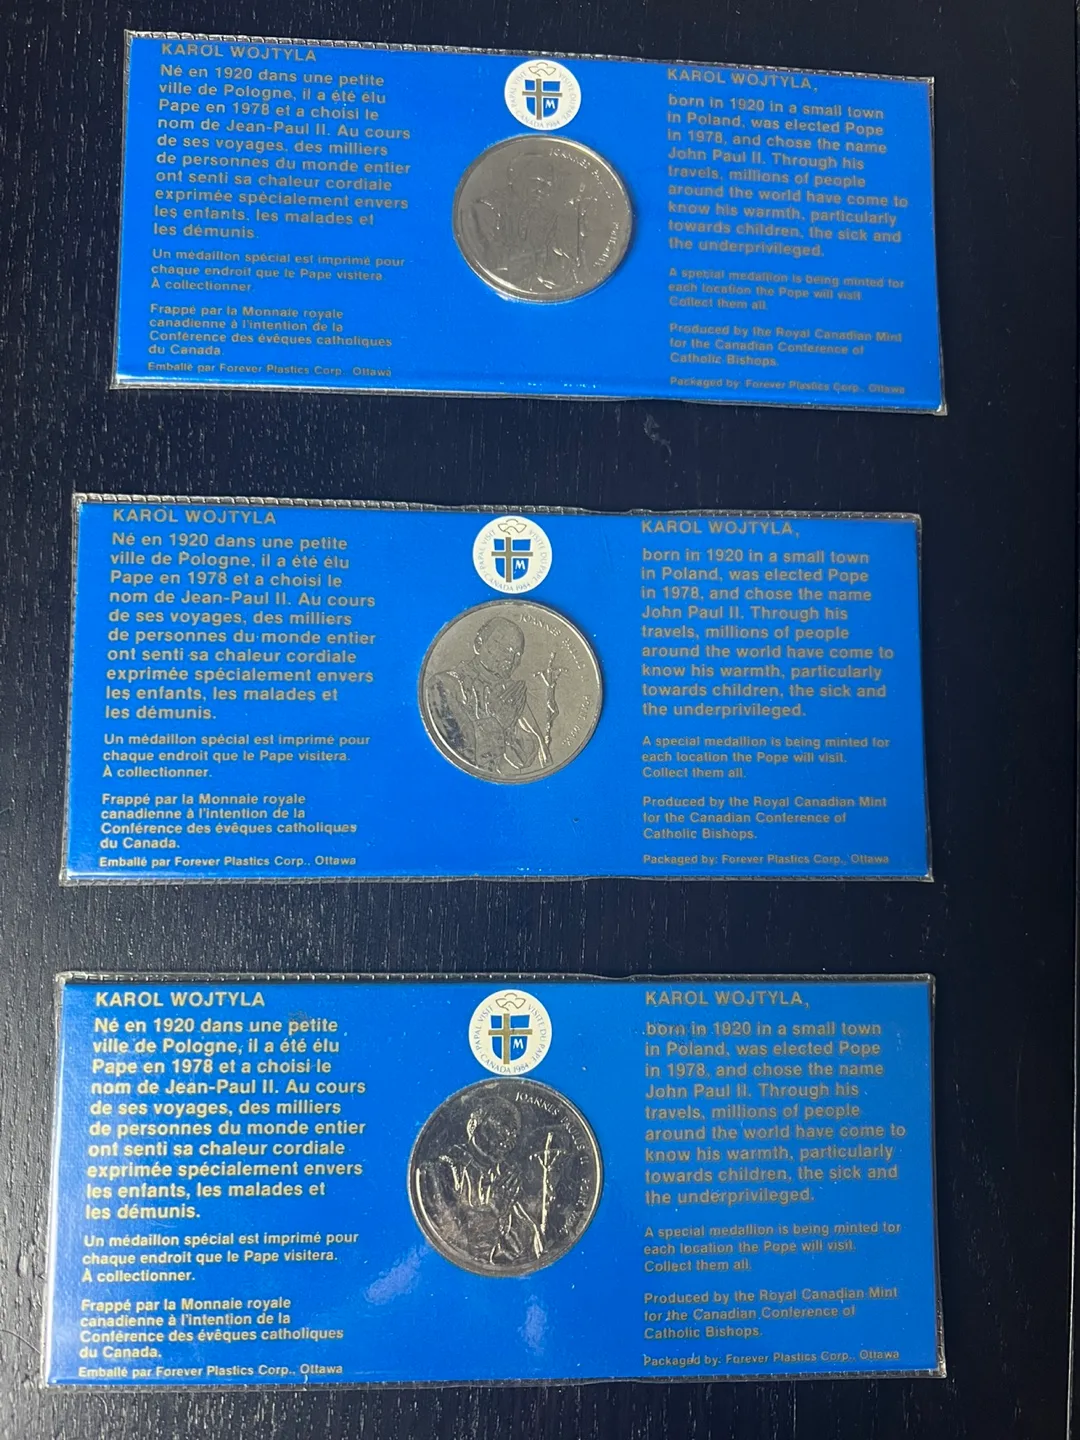 KAROL WOJTYLA
Né en 1920 dans une petite
ville de Pologne, il a été élu
Pape en 1978 et a choisi le
nom de Jean-Paul II. Au cours
de ses voyages, des milliers
de personnes du monde entier
ont senti sa chaleur cordiale
exprimée spécialement envers
les enfants, les malades et
les démunis.
Un médaillon spécial est imprimé pour
chaque endroit que le Pape visitera.
À collectionner.
Frappé par la Monnaie royale
canadienne à l'intention de la
Conférence des évêques catholiques
du Canada.
Emballé par Forever Plastics Corp., Ottawa
PAPAL VISIT VISITE DU PAPE
CANADA 1984
M
JOANNES
KAROL WOJTYLA,
born in 1920 in a small town
in Poland, was elected Pope
in 1978, and chose the name
John Paul II. Through his
travels, millions of people
around the world have come to
know his warmth, particularly
towards children, the sick and
the underprivileged.
A special medallion is being minted for
each location the Pope will visit.
Collect them all.
Produced by the Royal Canadian Mint
for the Canadian Conference of
Catholic Bishops.
Packaged by: Forever Plastics Corp., Ottawa
KAROL WOJTYLA
Né en 1920 dans une petite
ville de Pologne, il a été élu
Pape en 1978 et a choisi le
nom de Jean-Paul II. Au cours
de ses voyages, des milliers
de personnes du monde entier
ont senti sa chaleur cordiale
exprimée spécialement envers
les enfants, les malades et
les démunis.
Un médaillon spécial est imprimé pour
chaque endroit que le Pape visitera.
À collectionner.
Frappé par la Monnaie royale
canadienne à l'intention de la
Conférence des évêques catholiques
du Canada.
Emballé par Forever Plastics Corp., Ottawa
PAPAL VISIT VISITE DU PAPE
CANADA 1984
M
JOANNES
KAROL WOJTYLA,
born in 1920 in a small town
in Poland, was elected Pope
in 1978, and chose the name
John Paul II. Through his
travels, millions of people
around the world have come to
know his warmth, particularly
towards children, the sick and
the underprivileged.
A special medallion is being minted for
each location the Pope will visit.
Collect them all.
Produced by the Royal Canadian Mint
for the Canadian Conference of
Catholic Bishops.
Packaged by: Forever Plastics Corp., Ottawa
KAROL WOJTYLA
Né en 1920 dans une petite
ville de Pologne, il a été élu
Pape en 1978 et a choisi le
nom de Jean-Paul II. Au cours
de ses voyages, des milliers
de personnes du monde entier
ont senti sa chaleur cordiale
exprimée spécialement envers
les enfants, les malades et
les démunis.
Un médaillon spécial est imprimé pour
chaque endroit que le Pape visitera.
À collectionner.
Frappé par la Monnaie royale
canadienne à l'intention de la
Conférence des évêques catholiques
du Canada.
Emballé par Forever Plastics Corp., Ottawa
PAPAL VISIT VISITE DU PAPE
CANADA 1984
M
JOANNES
KAROL WOJTYLA,
born in 1920 in a small town
in Poland, was elected Pope
in 1978, and chose the name
John Paul II. Through his
travels, millions of people
around the world have come to
know his warmth, particularly
towards children, the sick and
the underprivileged.
A special medallion is being minted for
each location the Pope will visit.
Collect them all.
Produced by the Royal Canadian Mint
for the Canadian Conference of
Catholic Bishops.
Packaged by: Forever Plastics Corp., Ottawa